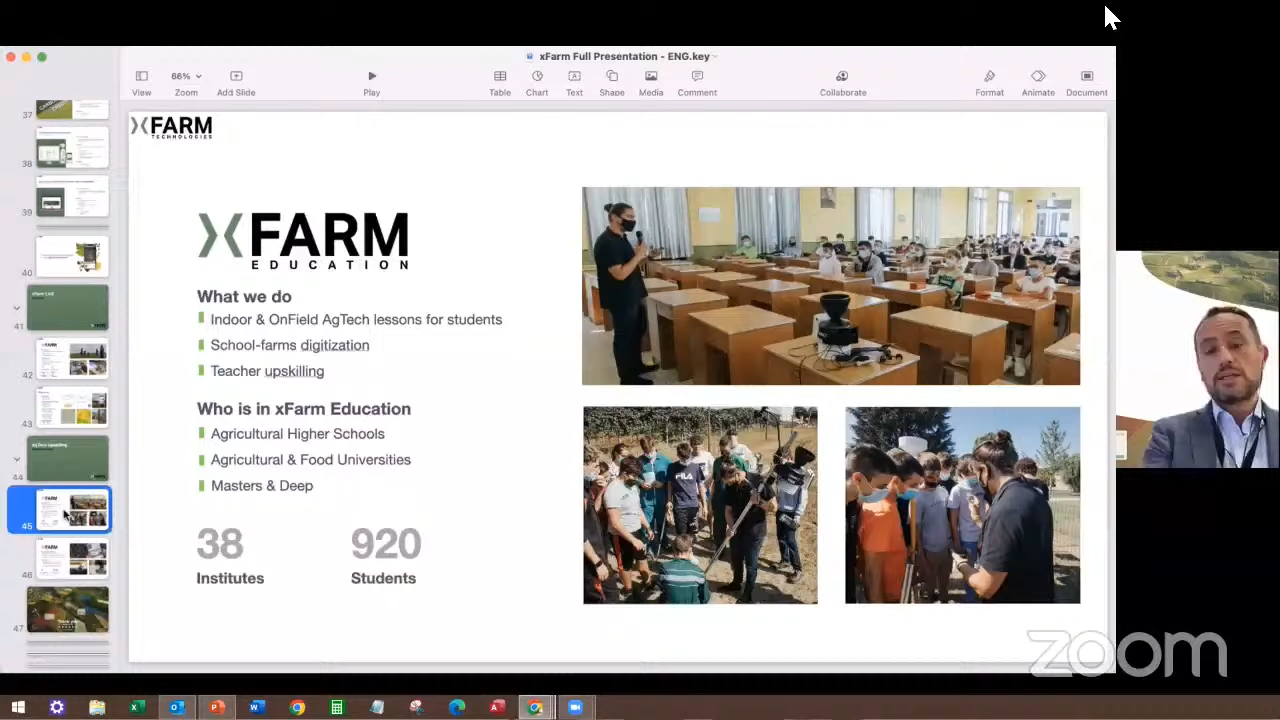 xFarm Full Presentation - ENG.key
66%
View
Zoom
Add Slide
Play
Table
Chart
Text
Shape
Media
Comment
Collaborate
Format
Animate
Document
37
38
39
40
41
42
43
44
45
46
47
XFARM
TECHNOLOGIES
XFARM
EDUCATION
What we do
Indoor & OnField AgTech lessons for students
School-farms digitization
Teacher upskilling
Who is in xFarm Education
Agricultural Higher Schools
Agricultural & Food Universities
Masters & Deep
38
Institutes
920
Students
FILA
zoom